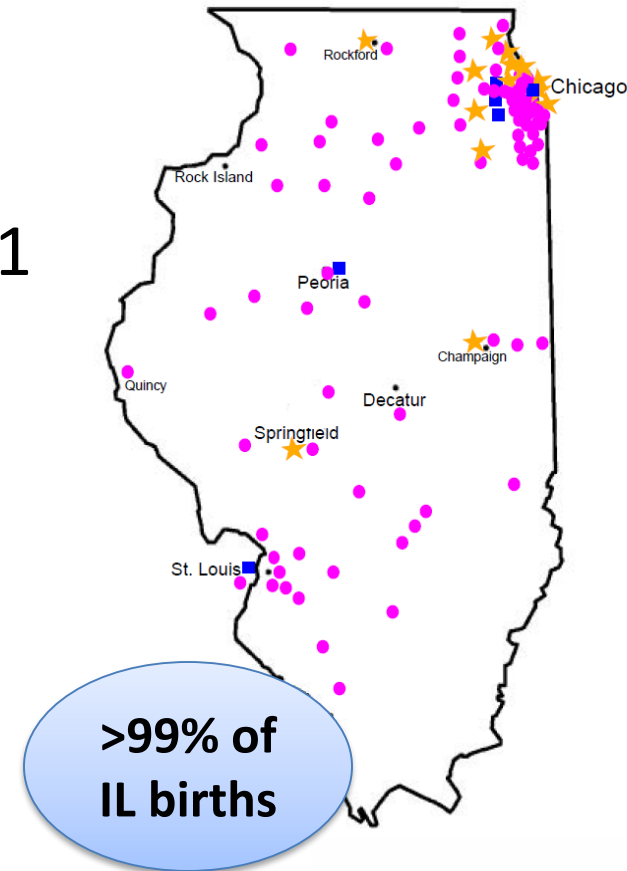 Rockford
Chicago
Rock Island
1
Peoria
Champaign
Quincy
Decatur
Springfield
St. Louis
>99% of
IL births